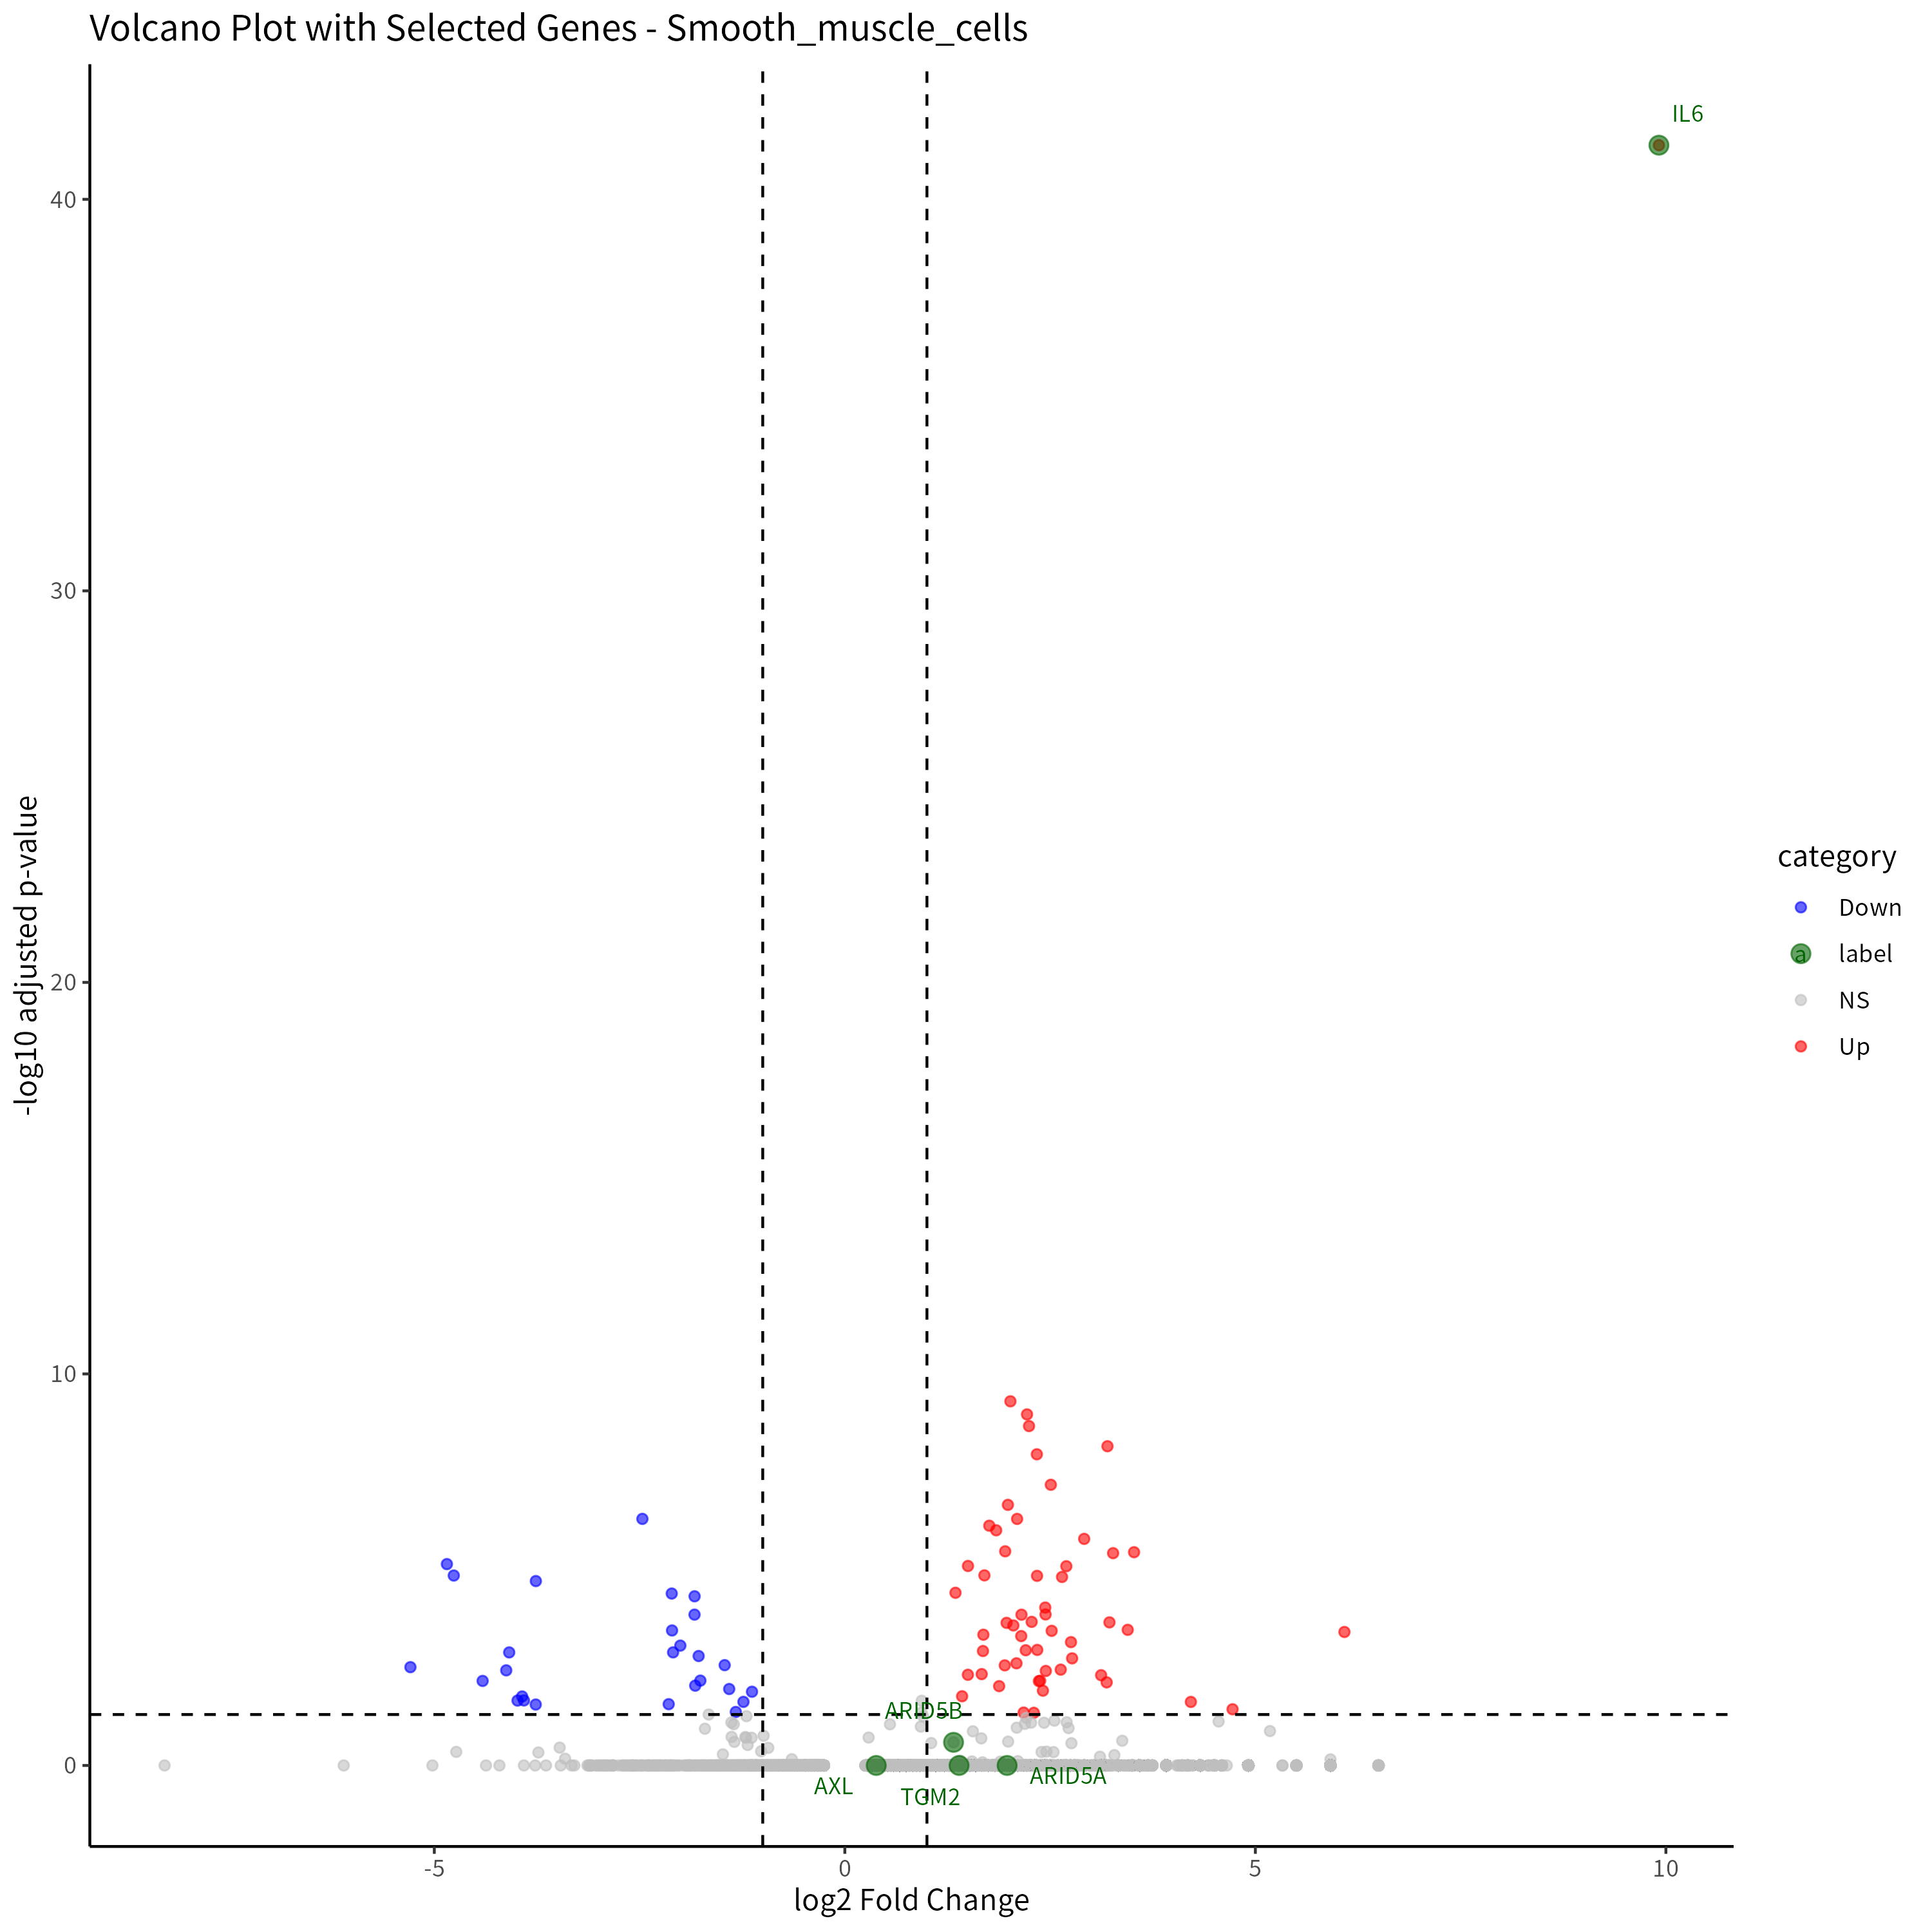 Volcano Plot with Selected Genes - Smooth_muscle_cells
IL6
40
30
20
10
0
-log10 adjusted p-value
category
Down
a label
NS
Up
ARID5B
ARID5A
AXL
TGM2
-5
0
5
10
log2 Fold Change